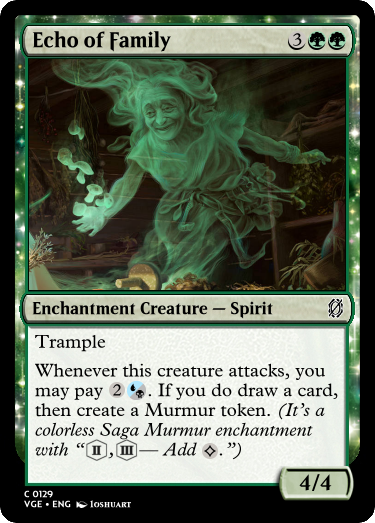 Echo of Family 3
Enchantment Creature — Spirit
Trample
Whenever this creature attacks, you
may pay 2 . If you do draw a card,
then create a Murmur token. (It's a
colorless Saga Murmur enchantment
with “II, III— Add .”)
4/4
C 0129
VGE • ENG Ioshuart